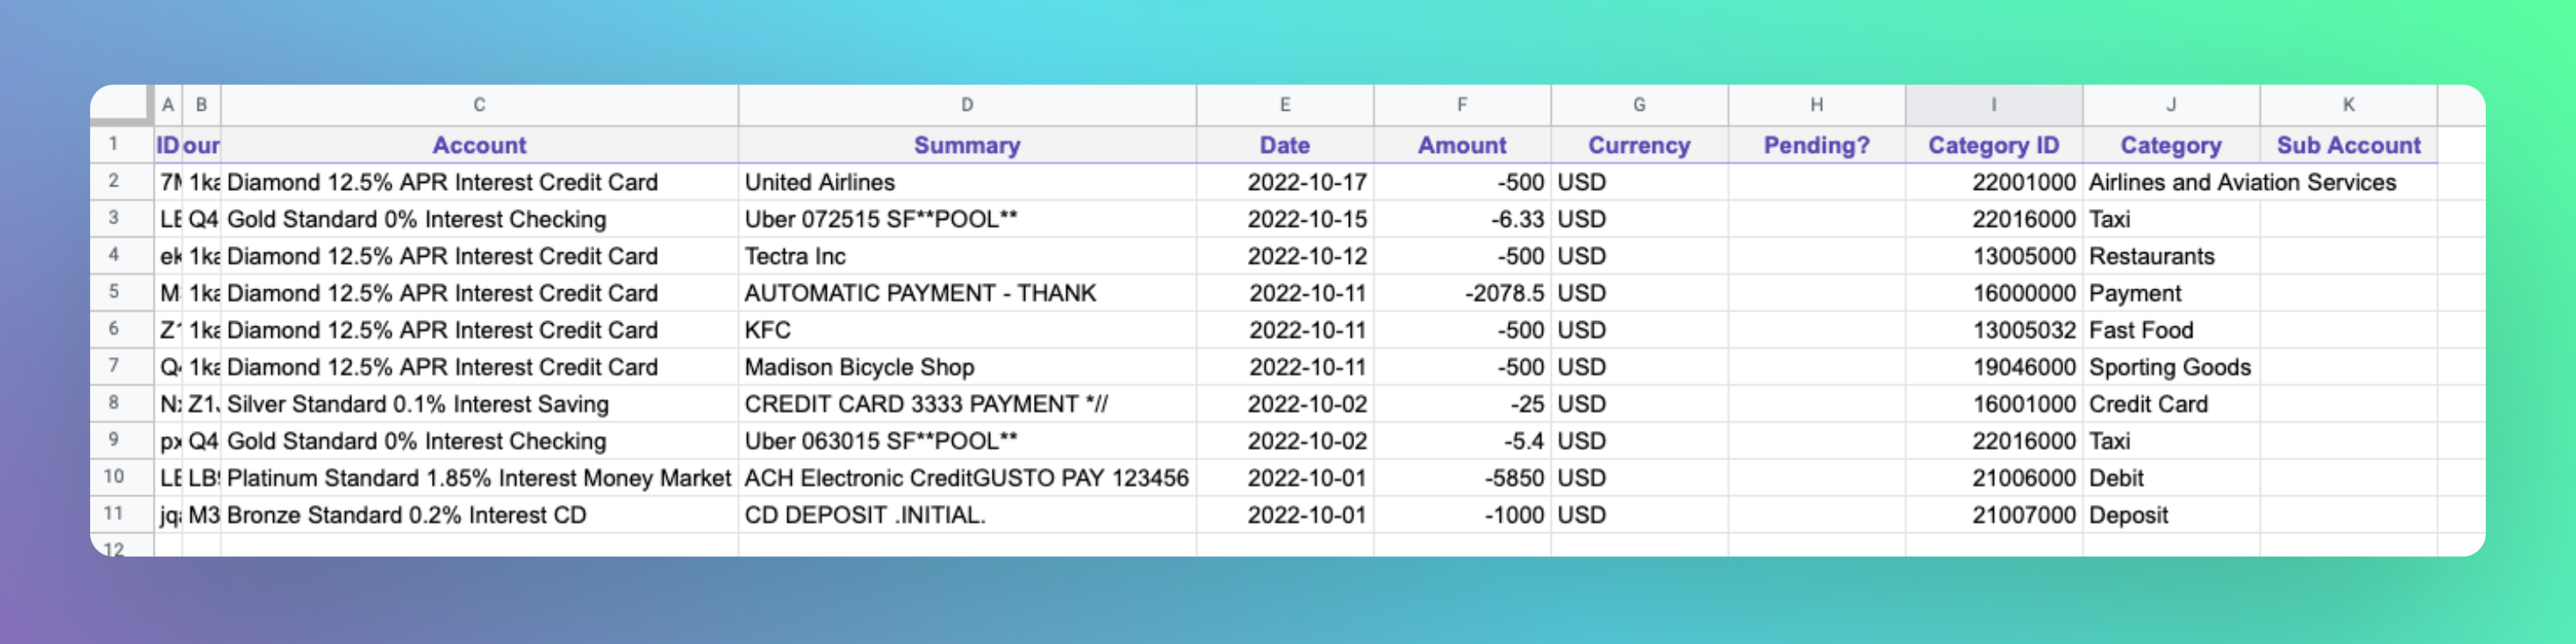 A B C D E F G H I J K
1 ID our Account Summary Date Amount Currency Pending? Category ID Category Sub Account
2 7 1ka Diamond 12.5% APR Interest Credit Card United Airlines 2022-10-17 -500 USD 22001000 Airlines and Aviation Services
3 LE Q4 Gold Standard 0% Interest Checking Uber 072515 SF**POOL** 2022-10-15 -6.33 USD 22016000 Taxi
4 ek 1ka Diamond 12.5% APR Interest Credit Card Tectra Inc 2022-10-12 -500 USD 13005000 Restaurants
5 M 1ka Diamond 12.5% APR Interest Credit Card AUTOMATIC PAYMENT - THANK 2022-10-11 -2078.5 USD 16000000 Payment
6 Z 1ka Diamond 12.5% APR Interest Credit Card KFC 2022-10-11 -500 USD 13005032 Fast Food
7 Q 1ka Diamond 12.5% APR Interest Credit Card Madison Bicycle Shop 2022-10-11 -500 USD 19046000 Sporting Goods
8 N Z1 Silver Standard 0.1% Interest Saving CREDIT CARD 3333 PAYMENT *// 2022-10-02 -25 USD 16001000 Credit Card
9 px Q4 Gold Standard 0% Interest Checking Uber 063015 SF**POOL** 2022-10-02 -5.4 USD 22016000 Taxi
10 LE LB Platinum Standard 1.85% Interest Money Market ACH Electronic CreditGUSTO PAY 123456 2022-10-01 -5850 USD 21006000 Debit
11 jq M3 Bronze Standard 0.2% Interest CD CD DEPOSIT .INITIAL. 2022-10-01 -1000 USD 21007000 Deposit
12